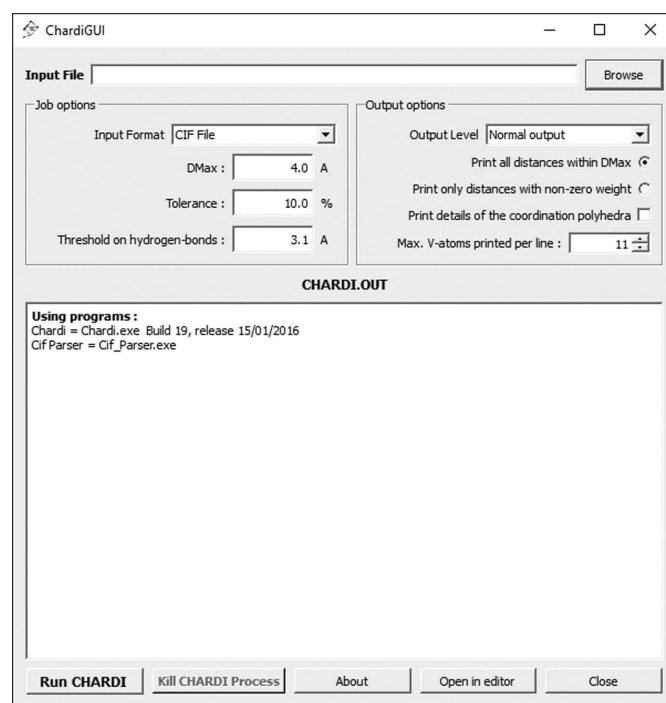 ChardiGUI
Input File
Browse
Job options
Input Format CIF File
DMax : 4.0 A
Tolerance : 10.0 %
Threshold on hydrogen-bonds : 3.1 A
Output options
Output Level Normal output
Print all distances within DMax
Print only distances with non-zero weight
Print details of the coordination polyhedra
Max. V-atoms printed per line : 11
CHARDI.OUT
Using programs :
Chardi = Chardi.exe Build 19, release 15/01/2016
Cif Parser = Cif_Parser.exe
Run CHARDI
Kill CHARDI Process
About
Open in editor
Close